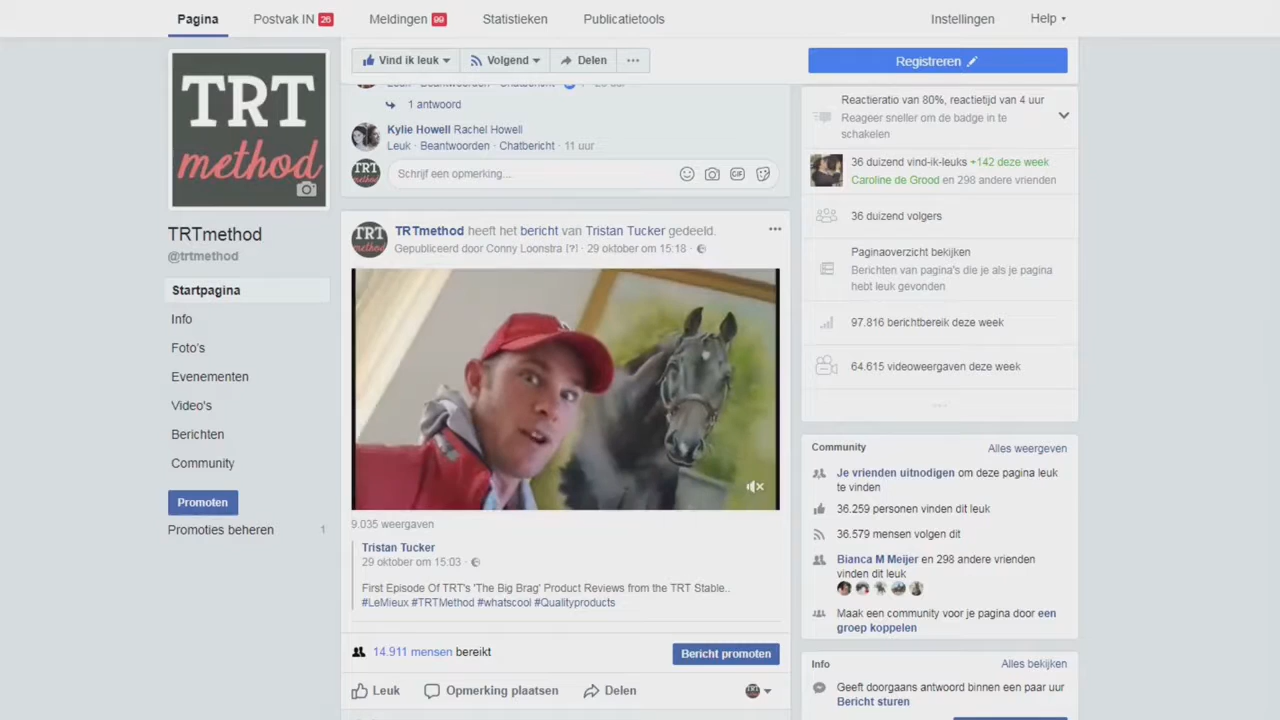 Pagina
Postvak IN 26
Meldingen 99
Statistieken
Publicatietools
Instellingen
Help
TRT
method
TRTmethod
@trtmethod
Startpagina
Info
Foto's
Evenementen
Video's
Berichten
Community
Promoten
Promoties beheren 1
Vind ik leuk
Volgend
Delen
Registreren
1 antwoord
Kylie Howell Rachel Howell
Leuk · Beantwoorden · Chatbericht · 11 uur
TRT
method
Schrijf een opmerking...
GIF
TRT
method
TRTmethod heeft het bericht van Tristan Tucker gedeeld.
Gepubliceerd door Conny Loonstra [?] · 29 oktober om 15:18 ·
9.035 weergaven
Tristan Tucker
29 oktober om 15:03 ·
First Episode Of TRT's 'The Big Brag' Product Reviews from the TRT Stable..
#LeMieux #TRTMethod #whatscool #Qualityproducts
14.911 mensen bereikt
Bericht promoten
Leuk
Opmerking plaatsen
Delen
Reactieratio van 80%, reactietijd van 4 uur
Reageer sneller om de badge in te
schakelen
36 duizend vind-ik-leuks +142 deze week
Caroline de Grood en 298 andere vrienden
36 duizend volgers
Paginaoverzicht bekijken
Berichten van pagina's die je als je pagina
hebt leuk gevonden
97.816 berichtbereik deze week
64.615 videoweergaven deze week
Community
Alles weergeven
Je vrienden uitnodigen om deze pagina leuk
te vinden
36.259 personen vinden dit leuk
36.579 mensen volgen dit
Bianca M Meijer en 298 andere vrienden
vinden dit leuk
Maak een community voor je pagina door een
groep koppelen
Info
Alles bekijken
Geeft doorgaans antwoord binnen een paar uur
Bericht sturen